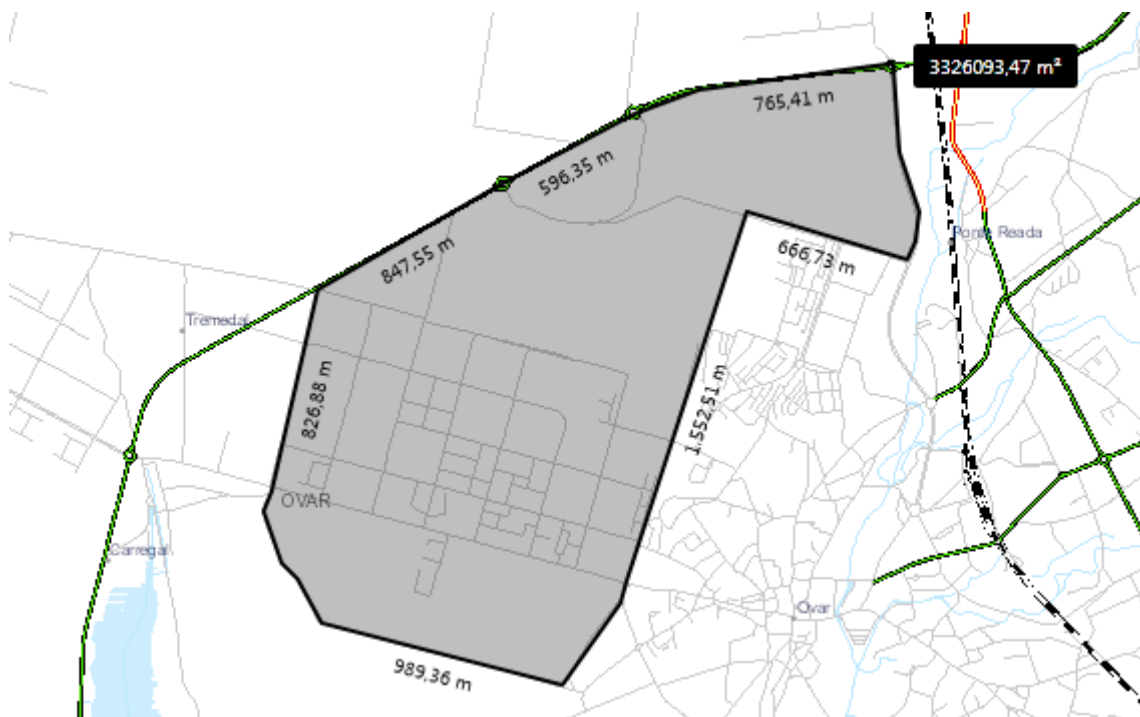 3326093,47 m²
765,41 m
596,35 m
Ponte Reada
666,73 m
847,55 m
Tremedal
826,88 m
1.552,51 m
OVAR
Carregal
Ovar
989,36 m